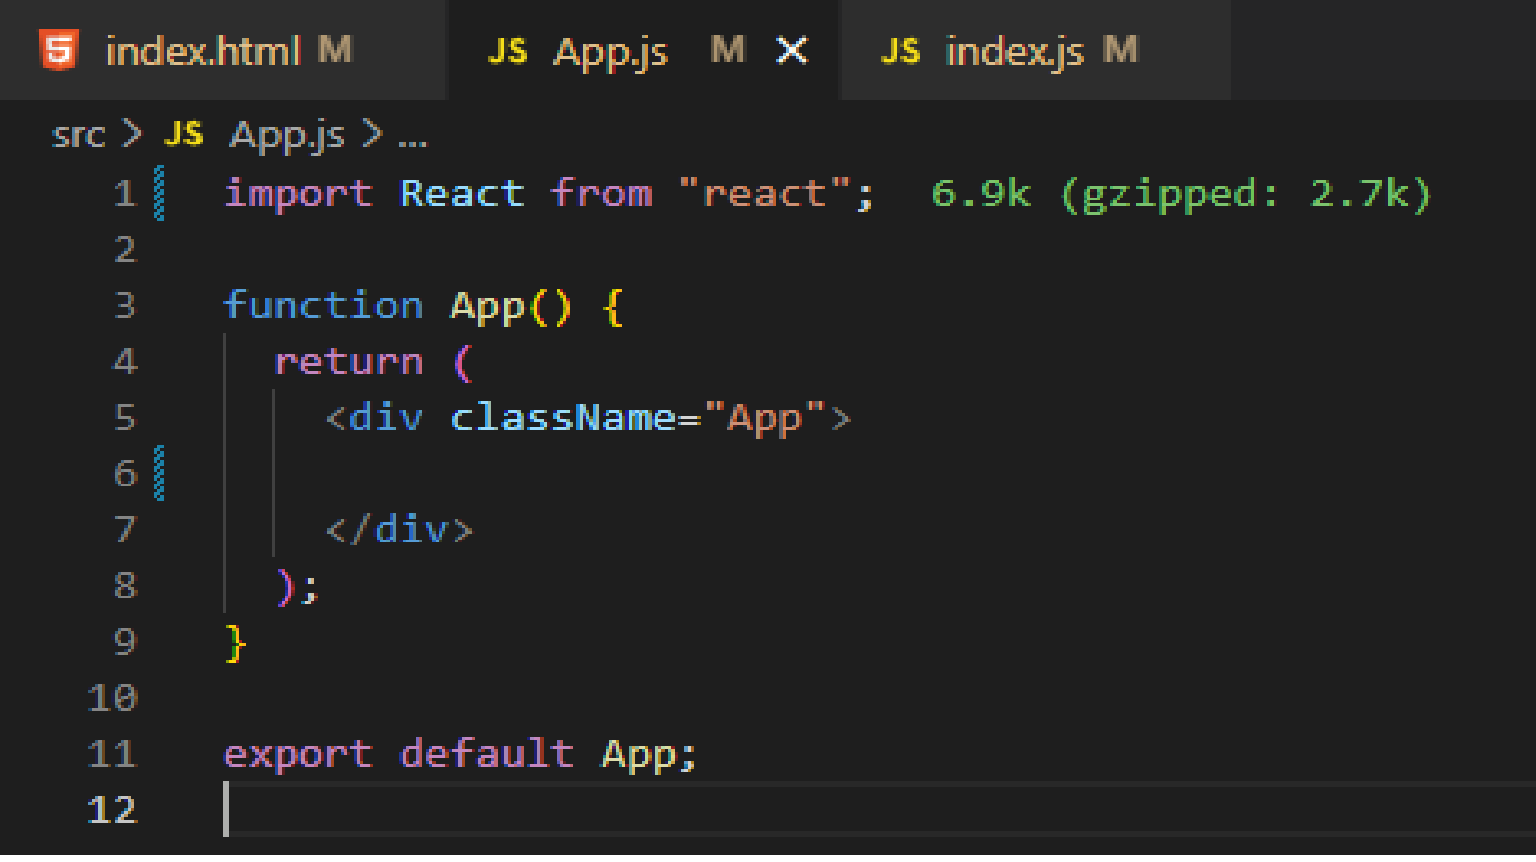 index.html M JS App.js M JS index.js M
src > JS App.js > ...
1 import React from "react"; 6.9k (gzipped: 2.7k)
2
3 function App() {
4 return (
5 <div className="App">
6
7 </div>
8 );
9 }
10
11 export default App;
12